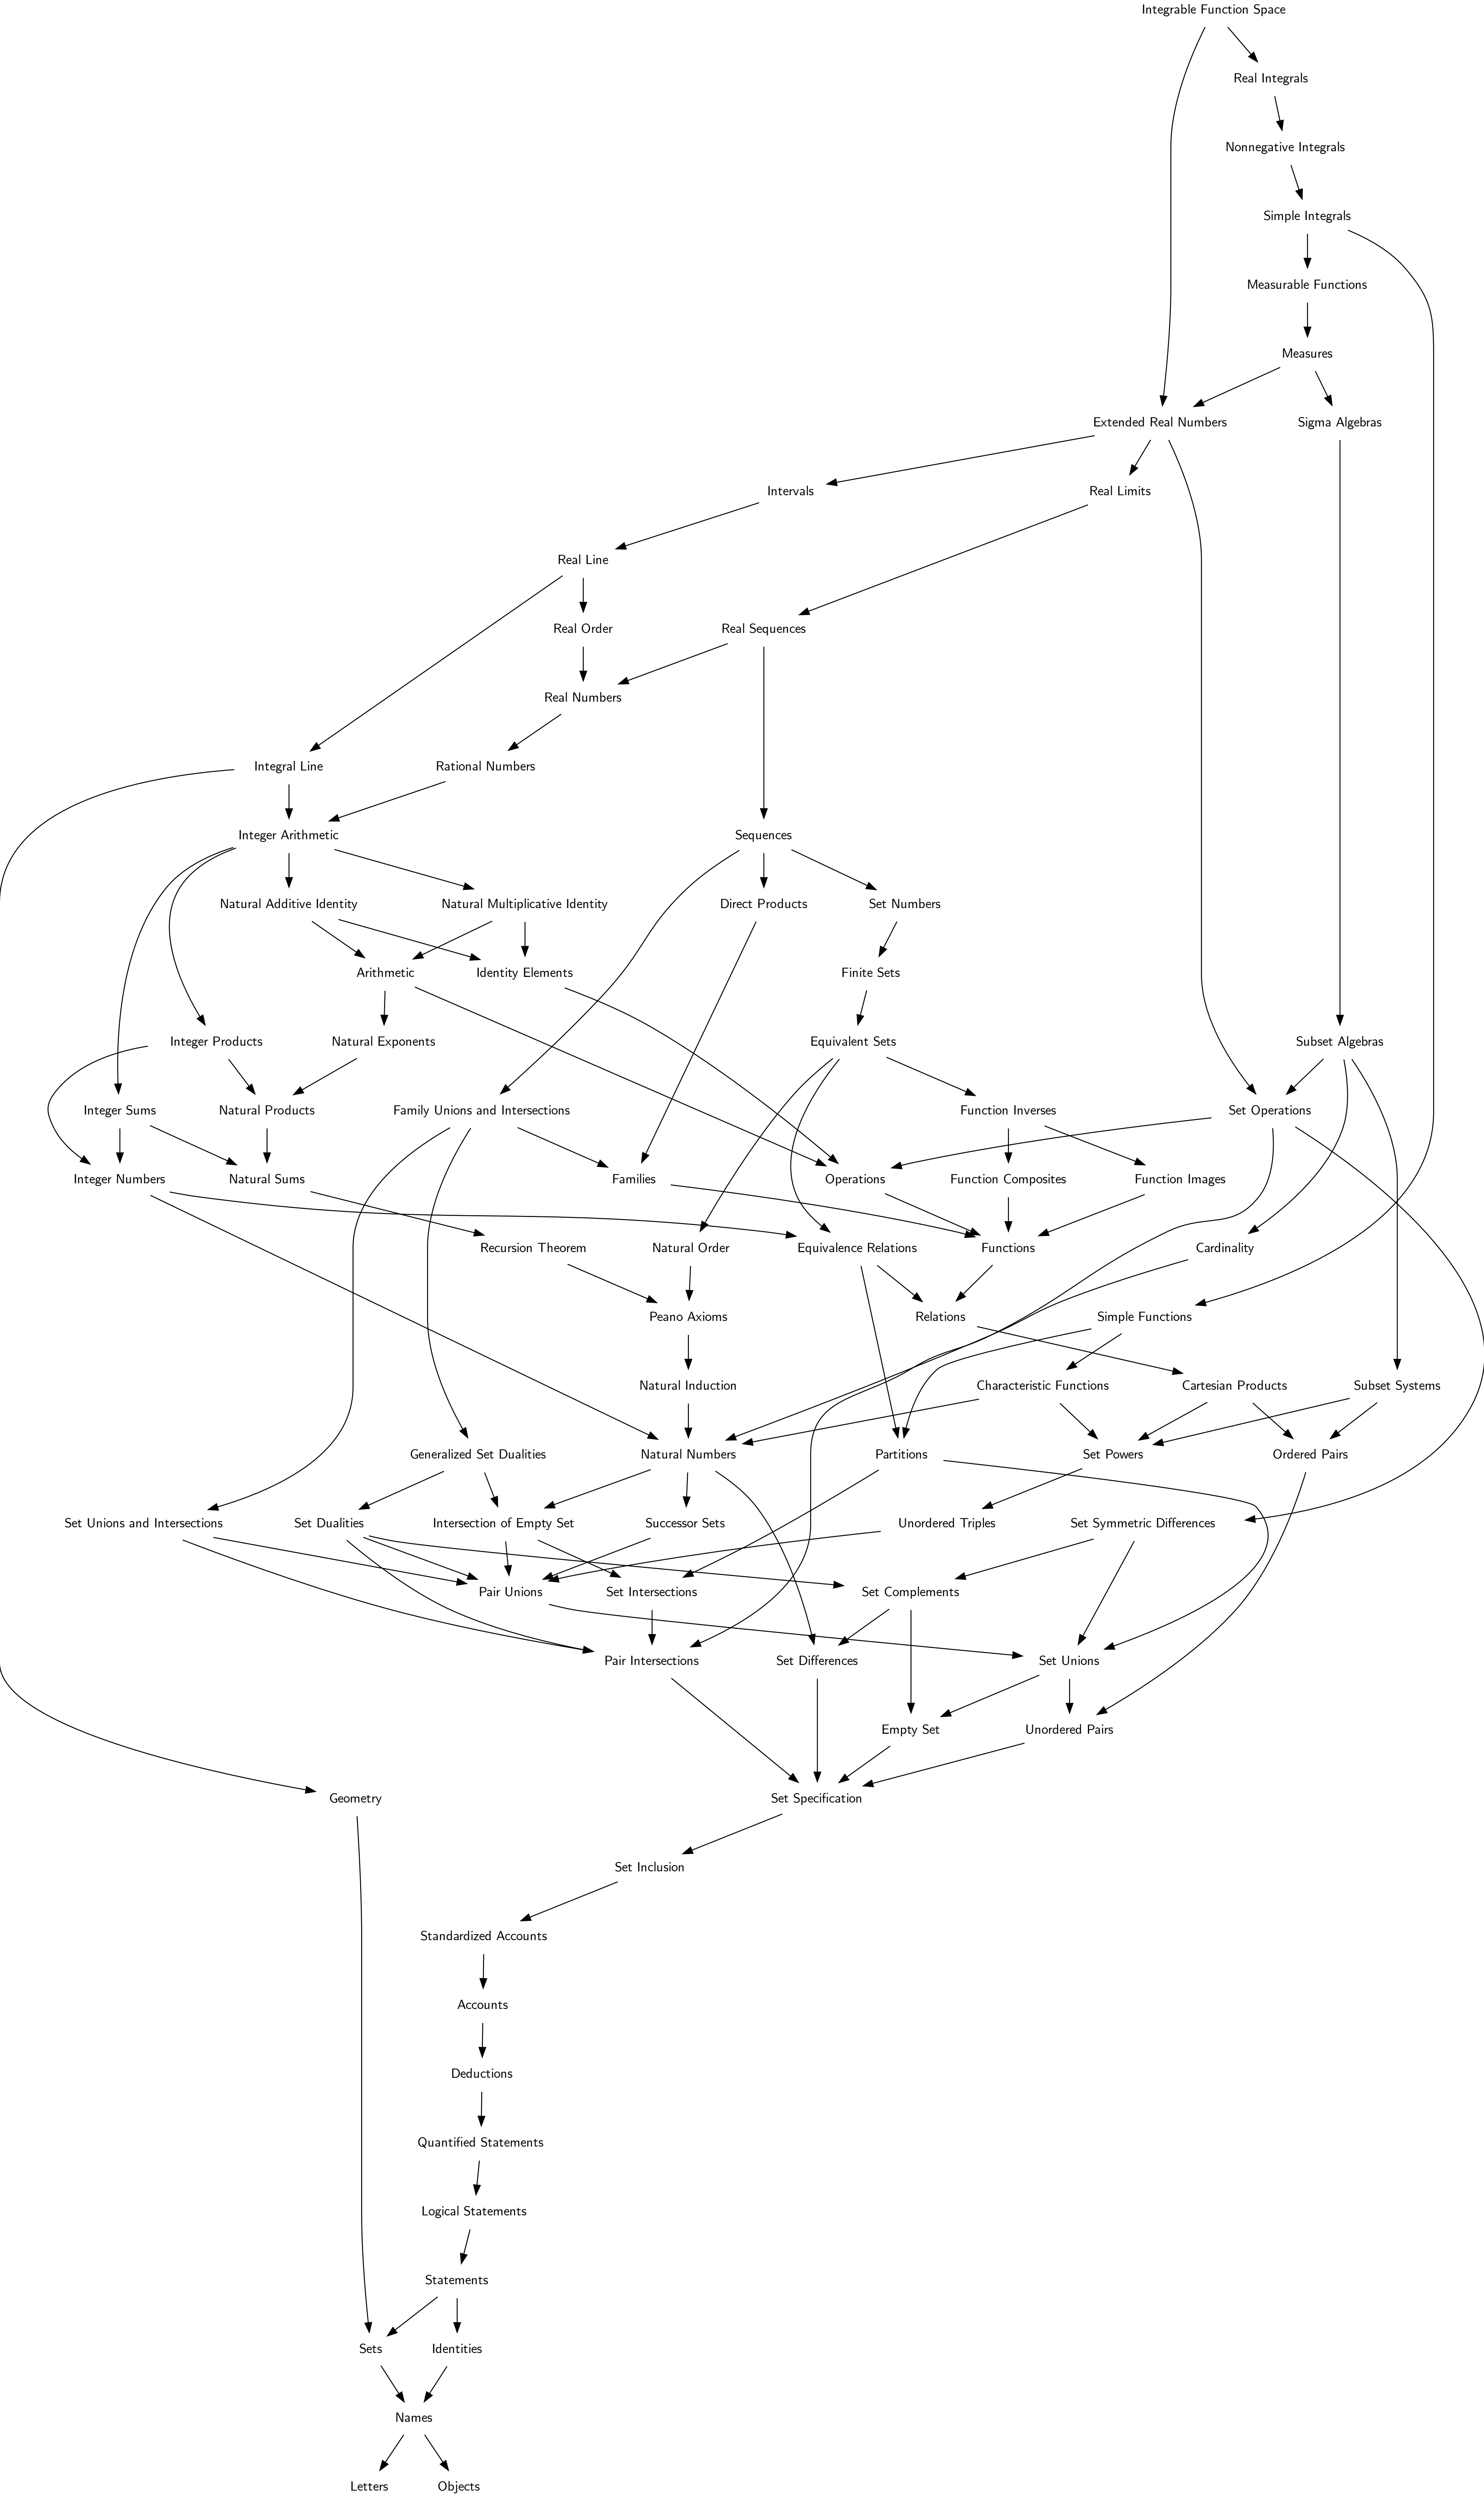 Integrable Function Space
Real Integrals
Nonnegative Integrals
Simple Integrals
Measurable Functions
Measures
Extended Real Numbers
Sigma Algebras
Intervals
Real Limits
Real Line
Real Order
Real Sequences
Real Numbers
Integral Line
Rational Numbers
Integer Arithmetic
Sequences
Natural Additive Identity
Natural Multiplicative Identity
Direct Products
Set Numbers
Arithmetic
Identity Elements
Finite Sets
Integer Products
Natural Exponents
Equivalent Sets
Subset Algebras
Integer Sums
Natural Products
Family Unions and Intersections
Function Inverses
Set Operations
Integer Numbers
Natural Sums
Families
Operations
Function Composites
Function Images
Recursion Theorem
Natural Order
Equivalence Relations
Functions
Cardinality
Peano Axioms
Relations
Simple Functions
Natural Induction
Characteristic Functions
Cartesian Products
Subset Systems
Generalized Set Dualities
Natural Numbers
Partitions
Set Powers
Ordered Pairs
Set Unions and Intersections
Set Dualities
Intersection of Empty Set
Successor Sets
Unordered Triples
Set Symmetric Differences
Pair Unions
Set Intersections
Set Complements
Pair Intersections
Set Differences
Set Unions
Empty Set
Unordered Pairs
Geometry
Set Specification
Set Inclusion
Standardized Accounts
Accounts
Deductions
Quantified Statements
Logical Statements
Statements
Sets
Identities
Names
Letters
Objects